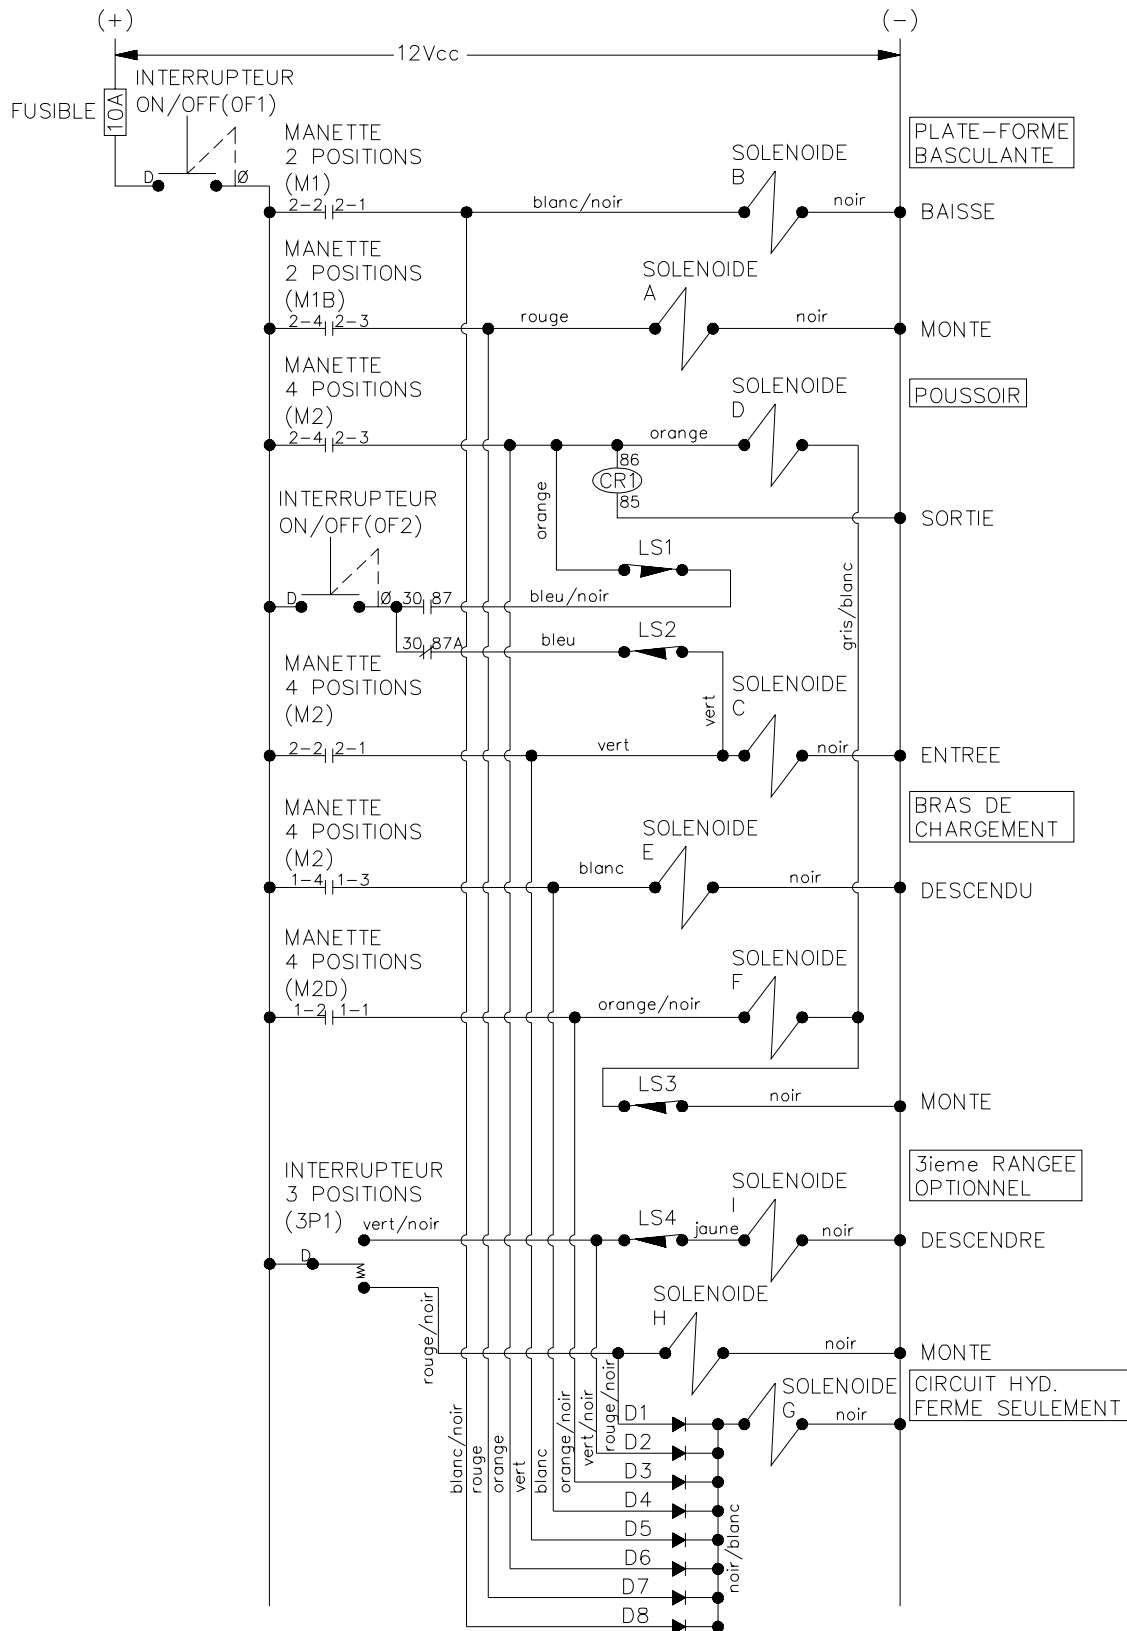 (+)
(-)
12Vcc
INTERRUPTEUR
ON/OFF(OF1)
FUSIBLE
10A
D
Ø
MANETTE
2 POSITIONS
(M1)
2-2 2-1
blanc/noir
SOLENOIDE
B
noir
PLATE-FORME
BASCULANTE
BAISSE
MANETTE
2 POSITIONS
(M1B)
2-4 2-3
rouge
SOLENOIDE
A
noir
MONTE
MANETTE
4 POSITIONS
(M2)
2-4 2-3
orange
SOLENOIDE
D
POUSSOIR
86
CR1
85
orange
SORTIE
INTERRUPTEUR
ON/OFF(OF2)
D
Ø
30 87
bleu/noir
LS1
gris/blanc
30 87A
bleu
LS2
vert
MANETTE
4 POSITIONS
(M2)
2-2 2-1
vert
SOLENOIDE
C
noir
ENTREE
MANETTE
4 POSITIONS
(M2)
1-4 1-3
blanc
SOLENOIDE
E
noir
BRAS DE
CHARGEMENT
DESCENDU
MANETTE
4 POSITIONS
(M2D)
1-2 1-1
orange/noir
SOLENOIDE
F
LS3
noir
MONTE
INTERRUPTEUR
3 POSITIONS
(3P1)
D
vert/noir
LS4
jaune
SOLENOIDE
I
noir
3ieme RANGEE
OPTIONNEL
DESCENDRE
rouge/noir
SOLENOIDE
H
noir
MONTE
blanc/noir
rouge
orange
vert
blanc
orange/noir
vert/noir
rouge/noir
SOLENOIDE
G
noir
CIRCUIT HYD.
FERME SEULEMENT
D1
D2
D3
D4
D5
D6
D7
D8
noir/blanc